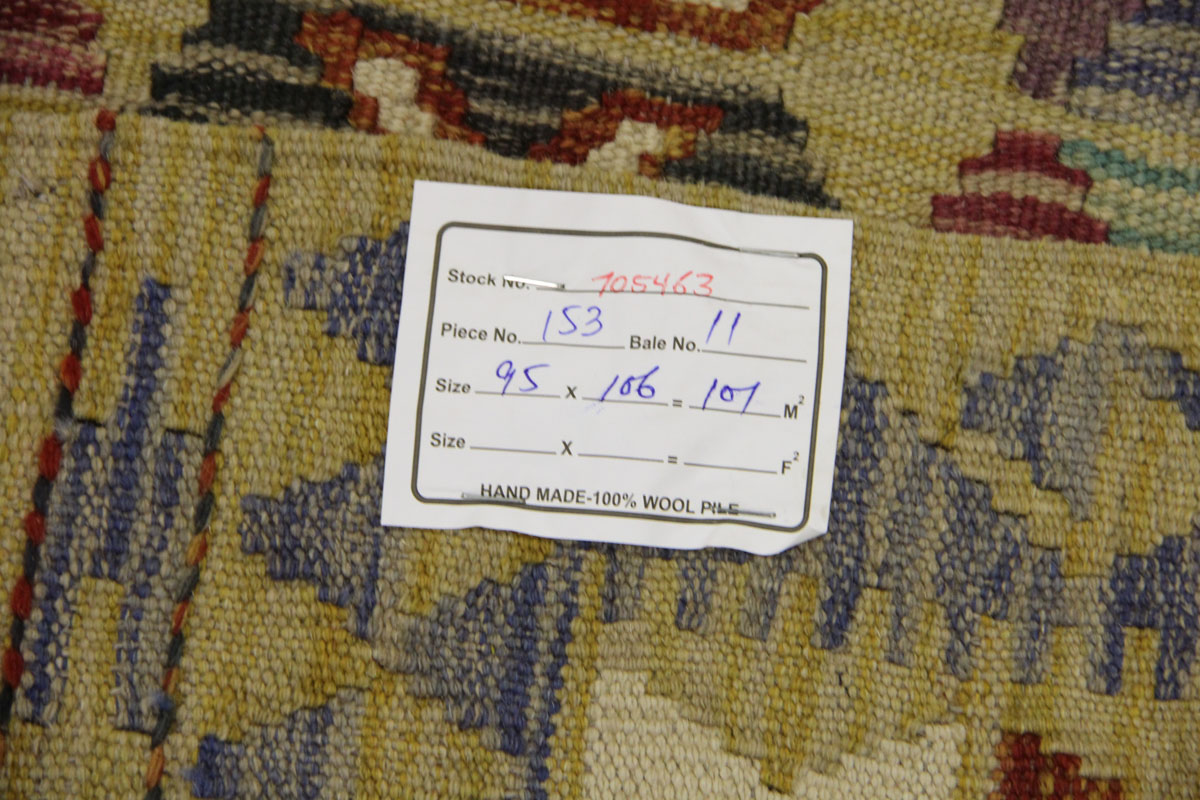 Stock No. 705463
Piece No. 153 Bale No. 11
Size 95 X 106 = 101 M²
Size X = F²
HAND MADE-100% WOOL PILE